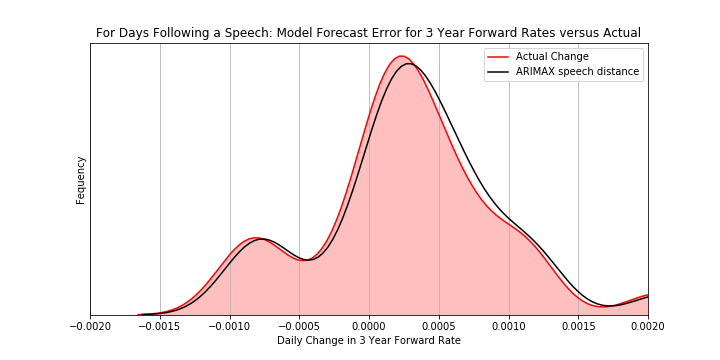 For Days Following a Speech: Model Forecast Error for 3 Year Forward Rates versus Actual
Actual Change
ARIMAX speech distance
Fequency
−0.0020 −0.0015 −0.0010 −0.0005 0.0000 0.0005 0.0010 0.0015 0.0020
Daily Change in 3 Year Forward Rate